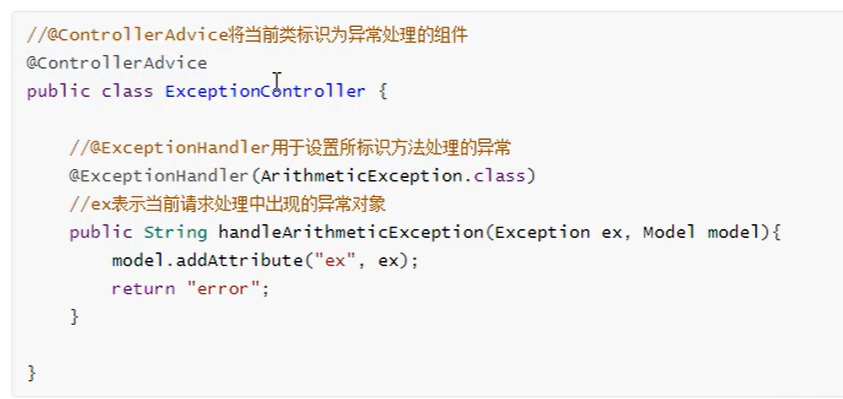 //@ControllerAdvice将当前类标识为异常处理的组件
@ControllerAdvice
public class ExceptionController {
//@ExceptionHandler用于设置所标识方法处理的异常
@ExceptionHandler(ArithmeticException.class)
//ex表示当前请求处理中出现的异常对象
public String handleArithmeticException(Exception ex, Model model){
model.addAttribute("ex", ex);
return "error";
}
}